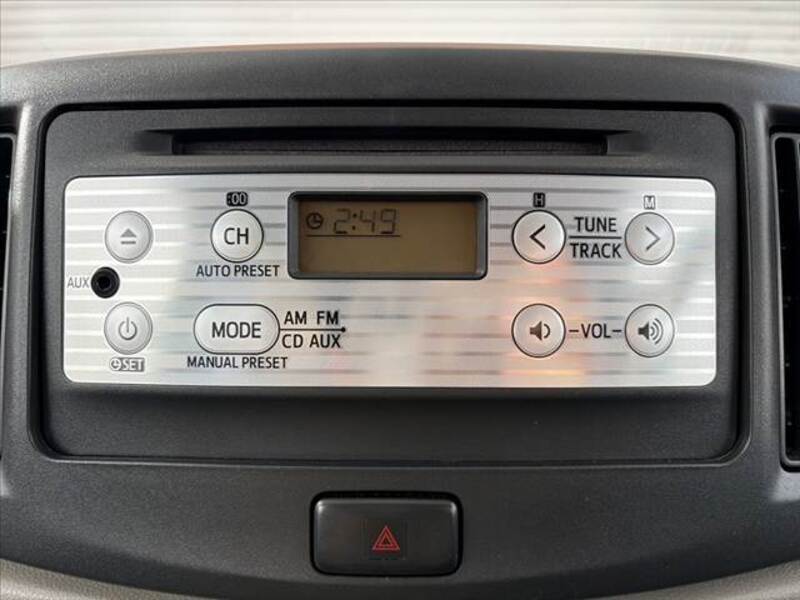 :00
H
M
CH
2:49
< TUNE >
TRACK
AUTO PRESET
AUX
MODE
AM FM
CD AUX
-VOL-
SET
MANUAL PRESET